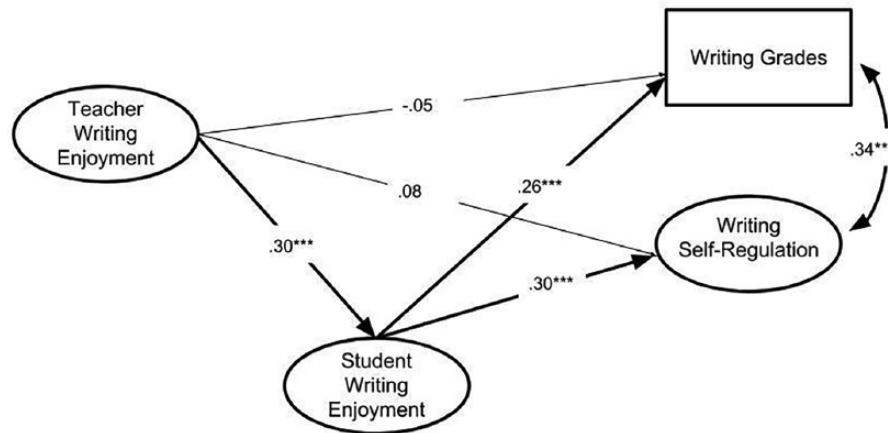 Writing Grades
Teacher
Writing
Enjoyment
-.05
.34**
.26***
.08
Writing
Self-Regulation
.30***
.30***
Student
Writing
Enjoyment